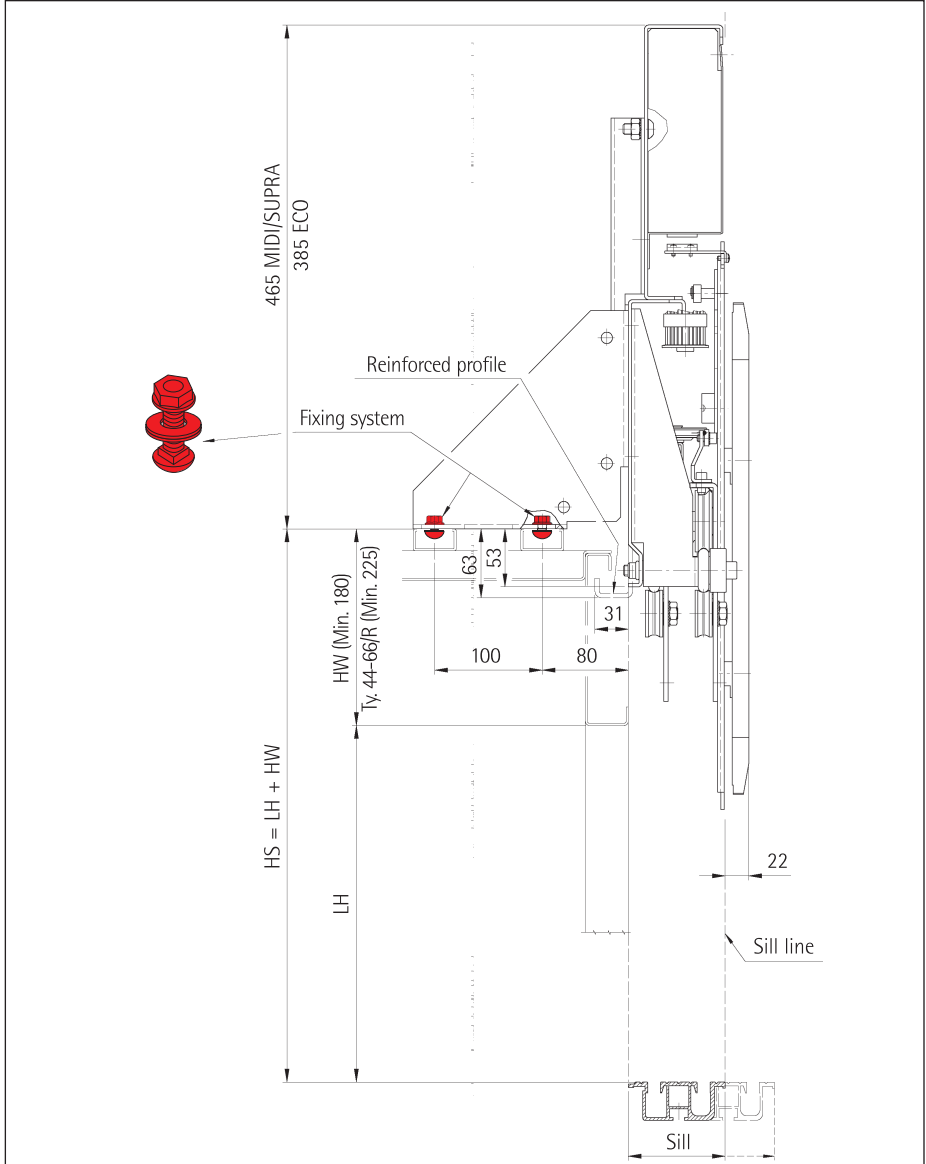 465 MIDI/SUPRA
385 ECO
Reinforced profile
Fixing system
63
53
31
HW (Min. 180)
Ty. 44-66/R (Min. 225)
100
80
HS = LH + HW
LH
22
Sill line
Sill